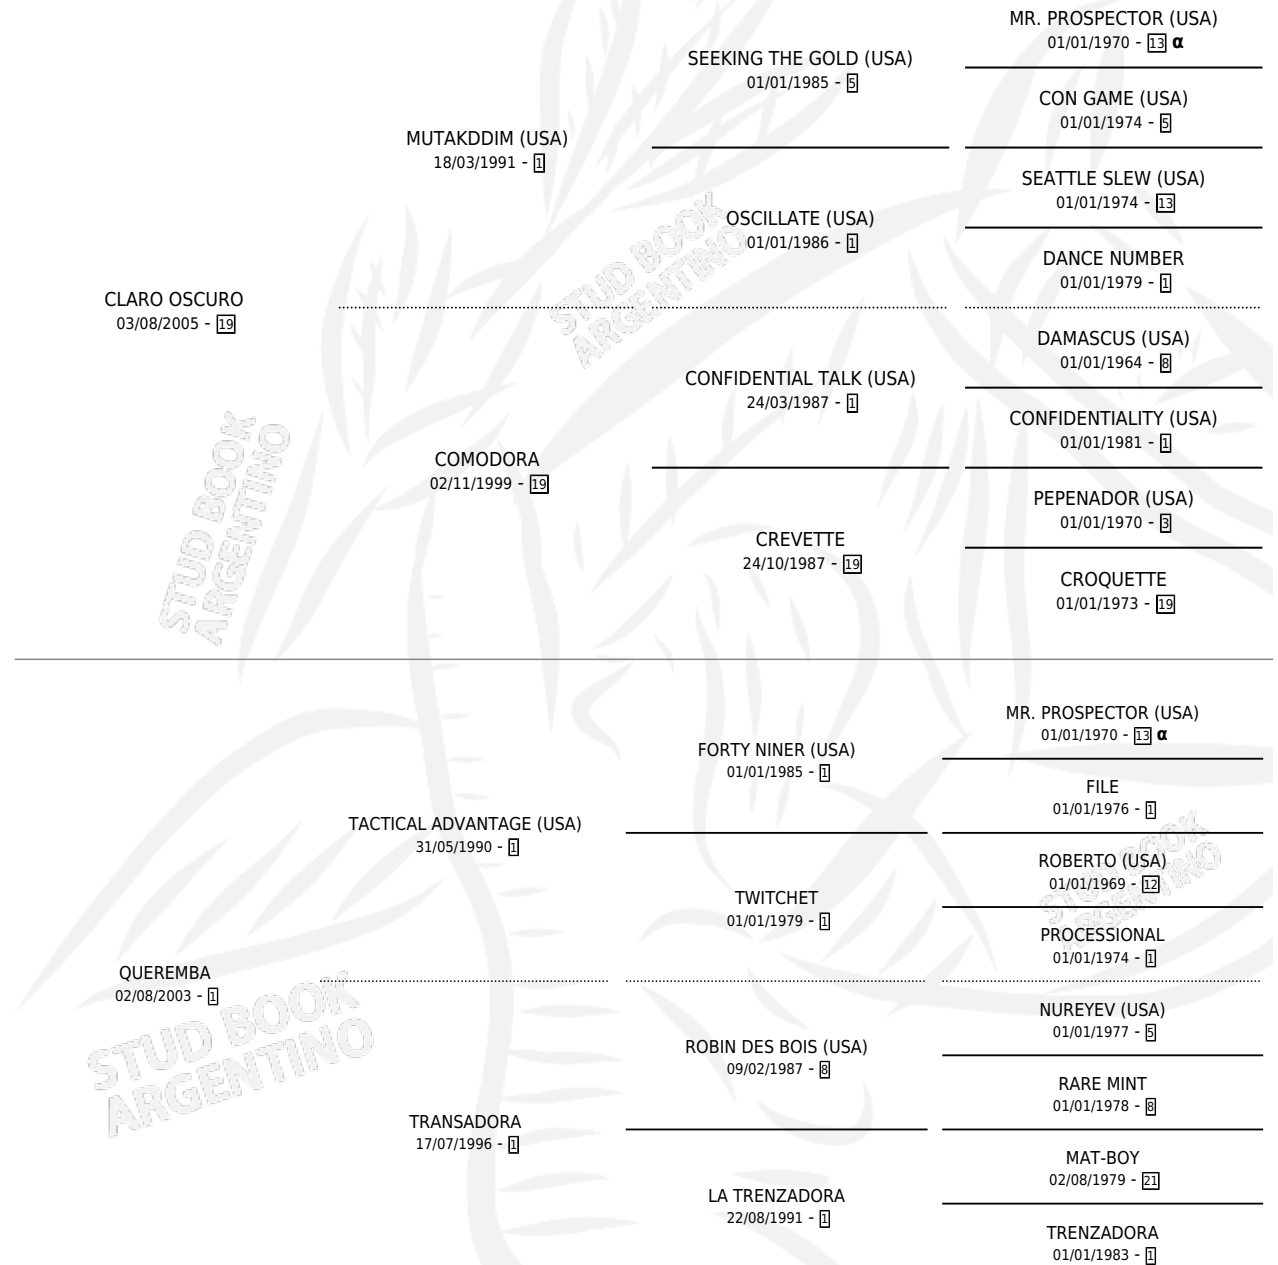 MR. PROSPECTOR (USA)
01/01/1970 - 13 α
SEEKING THE GOLD (USA)
01/01/1985 - 5
CON GAME (USA)
01/01/1974 - 5
MUTAKDDIM (USA)
18/03/1991 - 1
SEATTLE SLEW (USA)
01/01/1974 - 13
OSCILLATE (USA)
01/01/1986 - 1
DANCE NUMBER
01/01/1979 - 1
STUD BOOK
ARGENTINO
CLARO OSCURO
03/08/2005 - 19
DAMASCUS (USA)
01/01/1964 - 8
CONFIDENTIAL TALK (USA)
24/03/1987 - 1
CONFIDENTIALITY (USA)
01/01/1981 - 1
COMODORA
02/11/1999 - 19
PEPENADOR (USA)
01/01/1970 - 3
CREVETTE
24/10/1987 - 19
CROQUETTE
01/01/1973 - 19
STUD BOOK
ARGENTINO
MR. PROSPECTOR (USA)
01/01/1970 - 13 α
FORTY NINER (USA)
01/01/1985 - 1
FILE
01/01/1976 - 1
TACTICAL ADVANTAGE (USA)
31/05/1990 - 1
ROBERTO (USA)
01/01/1969 - 12
TWITCHET
01/01/1979 - 1
PROCESSIONAL
01/01/1974 - 1
STUD BOOK
ARGENTINO
QUEREMBA
02/08/2003 - 1
NUREYEV (USA)
01/01/1977 - 5
ROBIN DES BOIS (USA)
09/02/1987 - 8
RARE MINT
01/01/1978 - 8
STUD BOOK
ARGENTINO
TRANSADORA
17/07/1996 - 1
MAT-BOY
02/08/1979 - 21
LA TRENZADORA
22/08/1991 - 1
TRENZADORA
01/01/1983 - 1